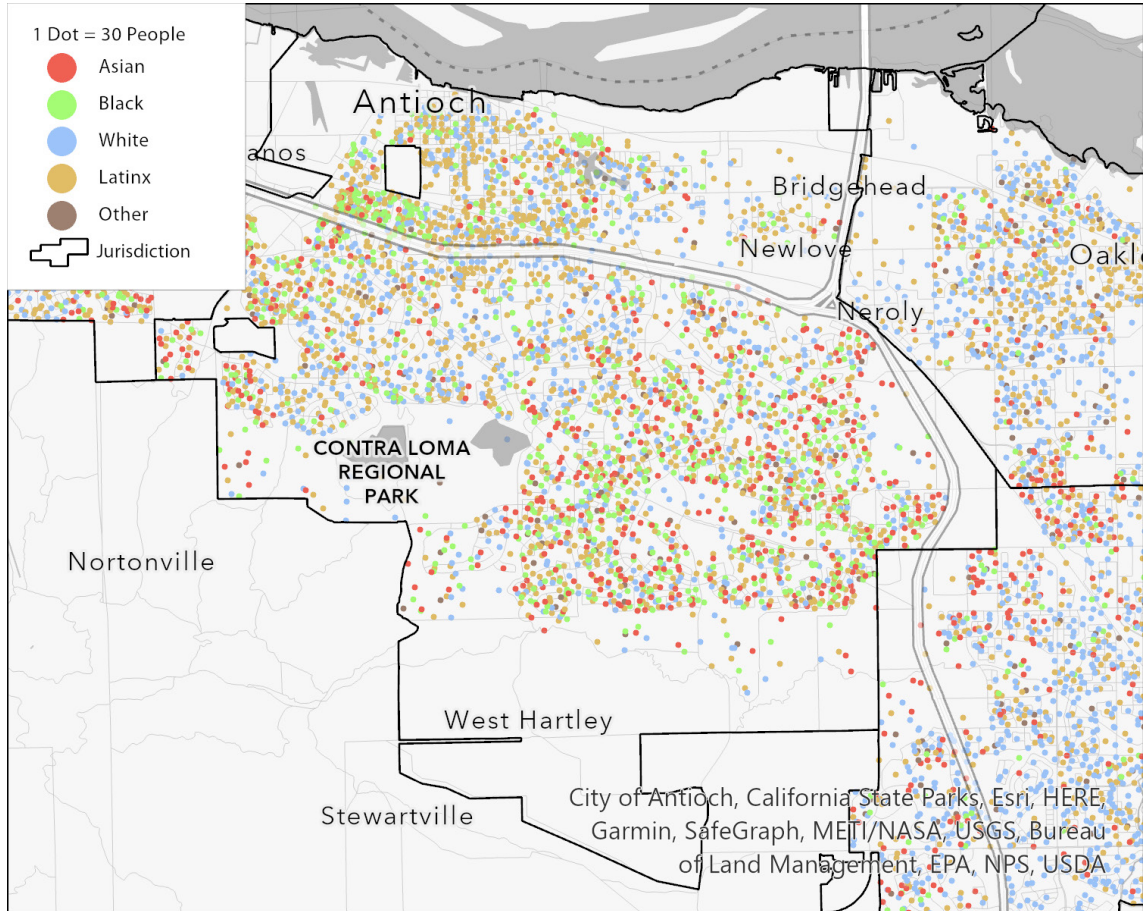 1 Dot = 30 People
Asian
Black
White
Latinx
Other
Jurisdiction
Antioch
anos
Bridgehead
Newlove
Oakle
Neroly
CONTRA LOMA
REGIONAL
PARK
Nortonville
West Hartley
Stewartville
City of Antioch, California State Parks, Esri, HERE,
Garmin, SafeGraph, METI/NASA, USGS, Bureau
of Land Management, EPA, NPS, USDA